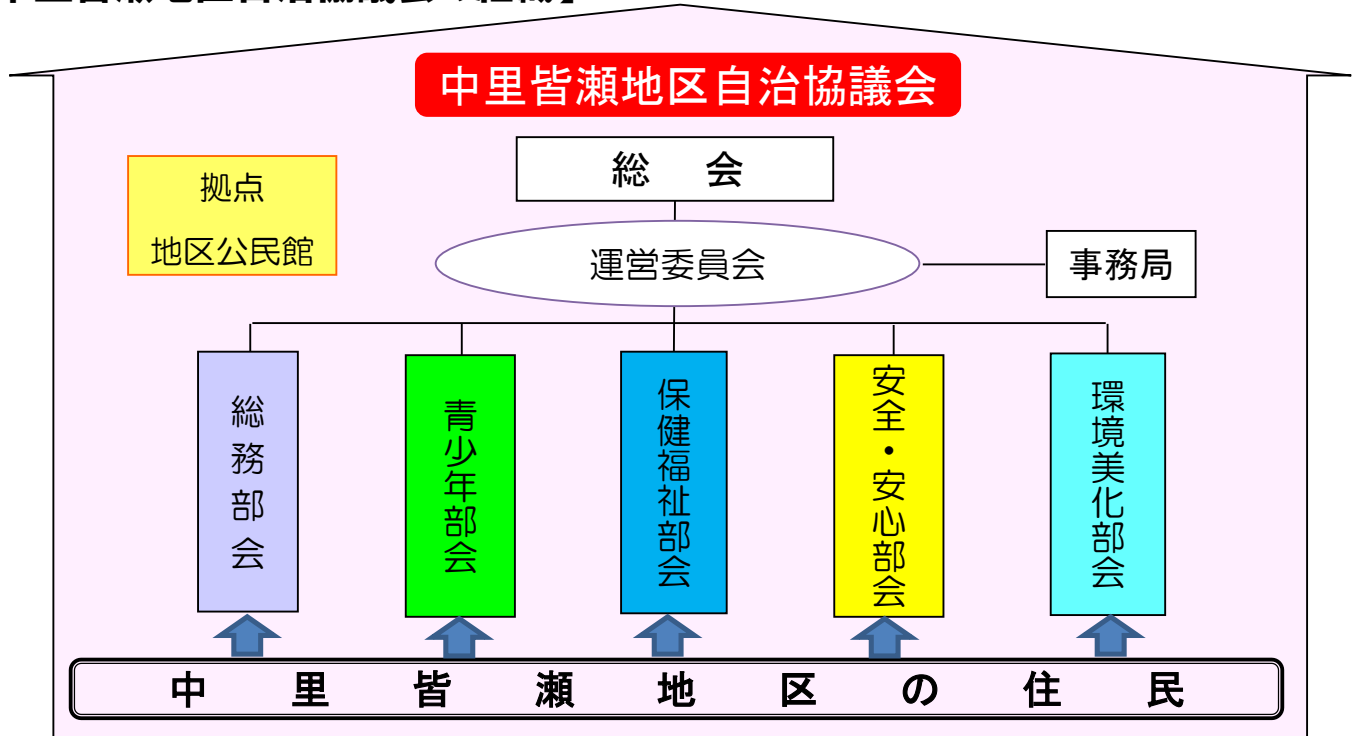 中里皆瀬地区自治協議会
総 会
拠点
地区公民館
運営委員会
事務局
総務部会
青少年部会
保健福祉部会
安全・安心部会
環境美化部会
中里皆瀬地区の住民